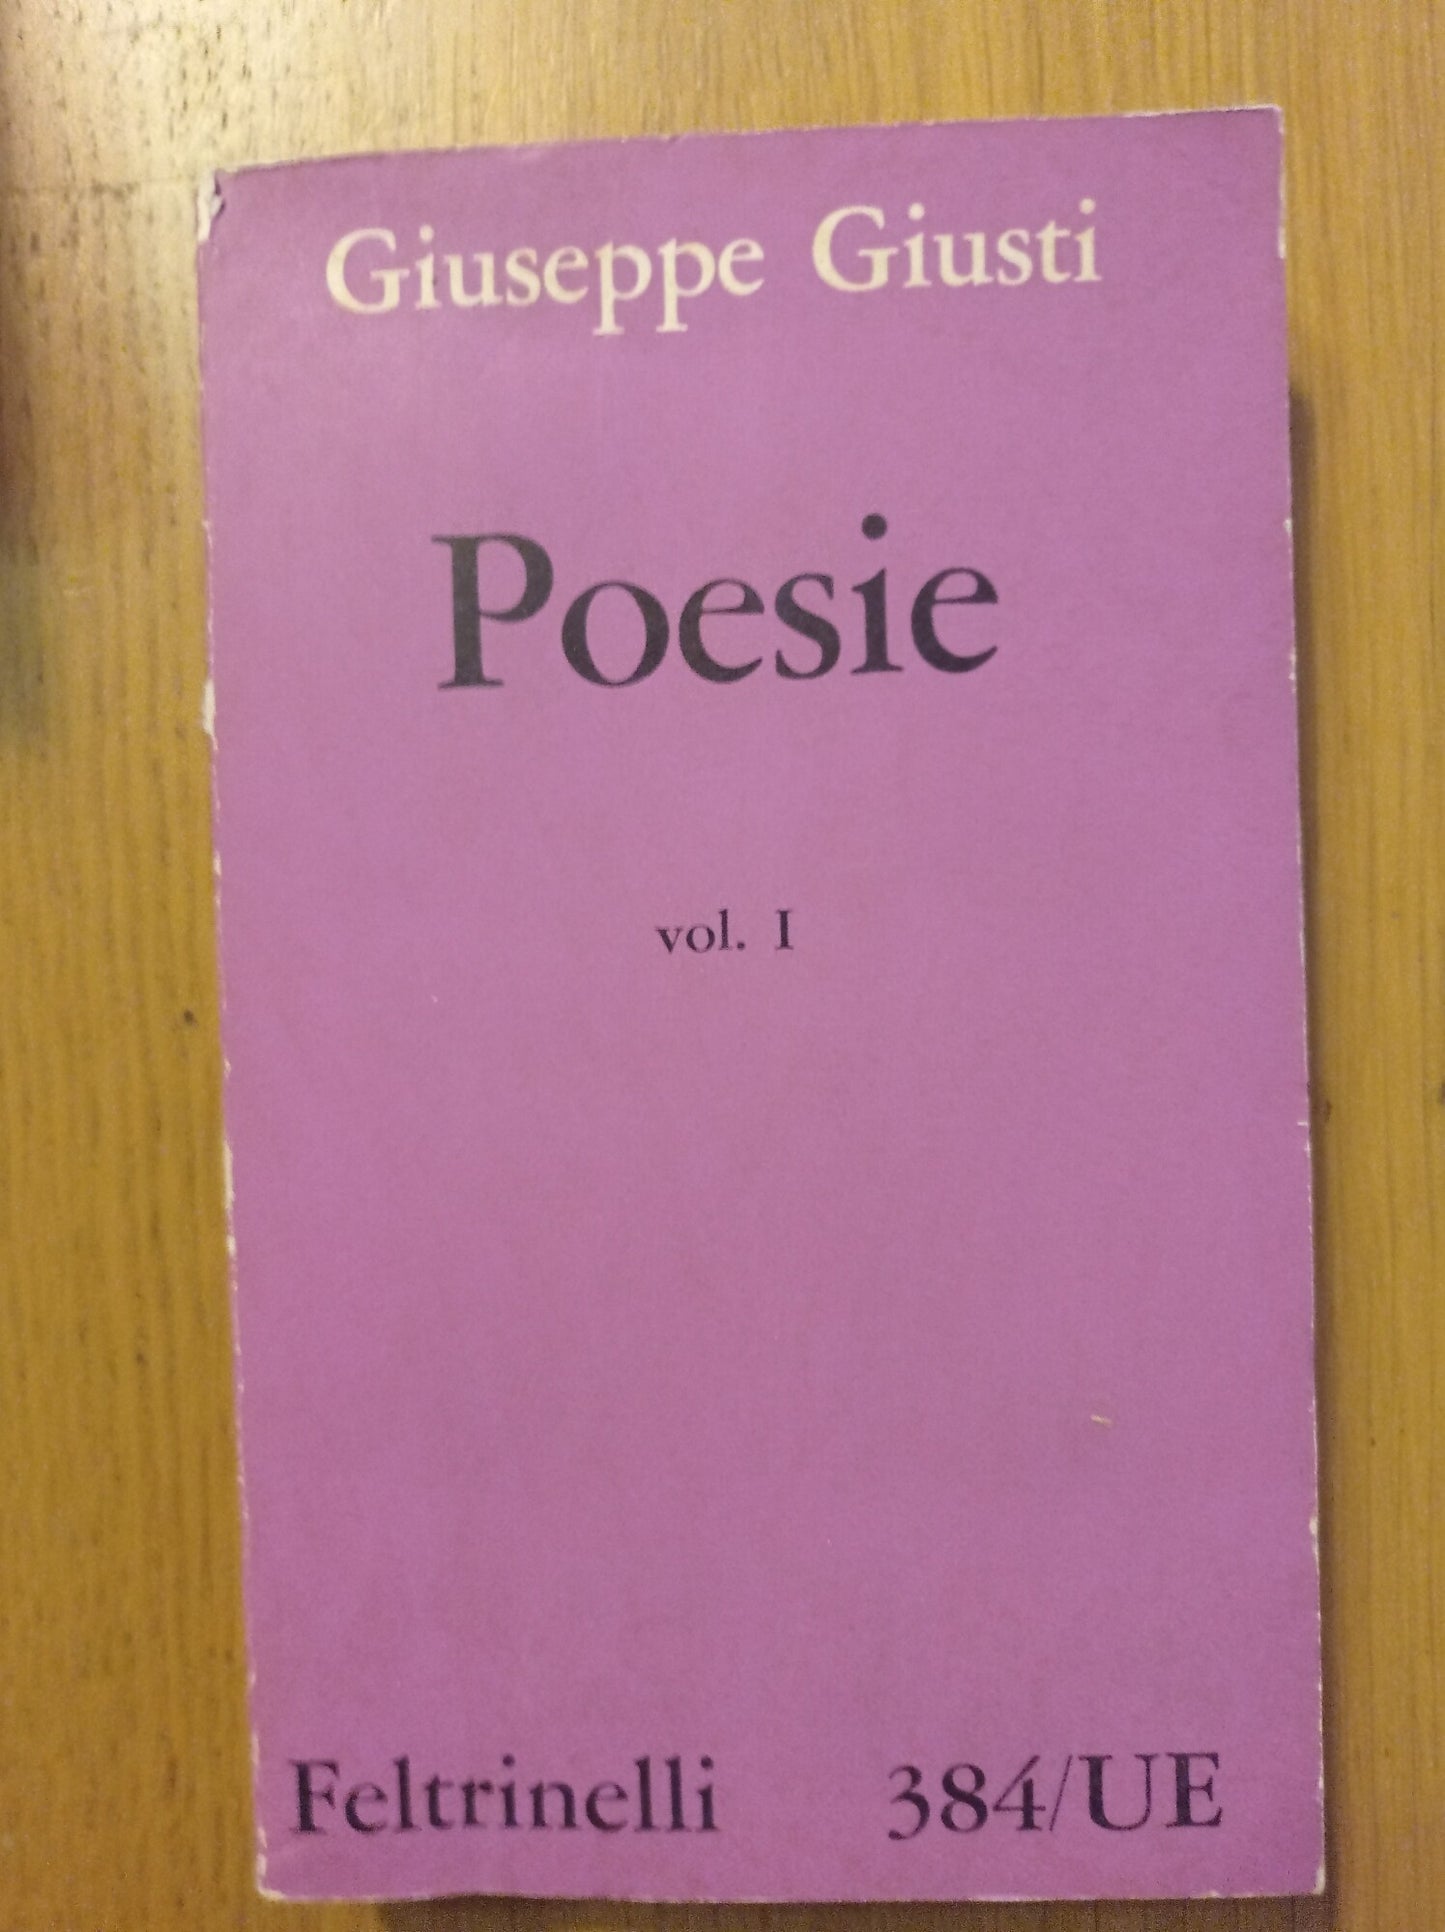 Giuseppe Giusti
Poesie
vol. I
Feltrinelli 384/UE